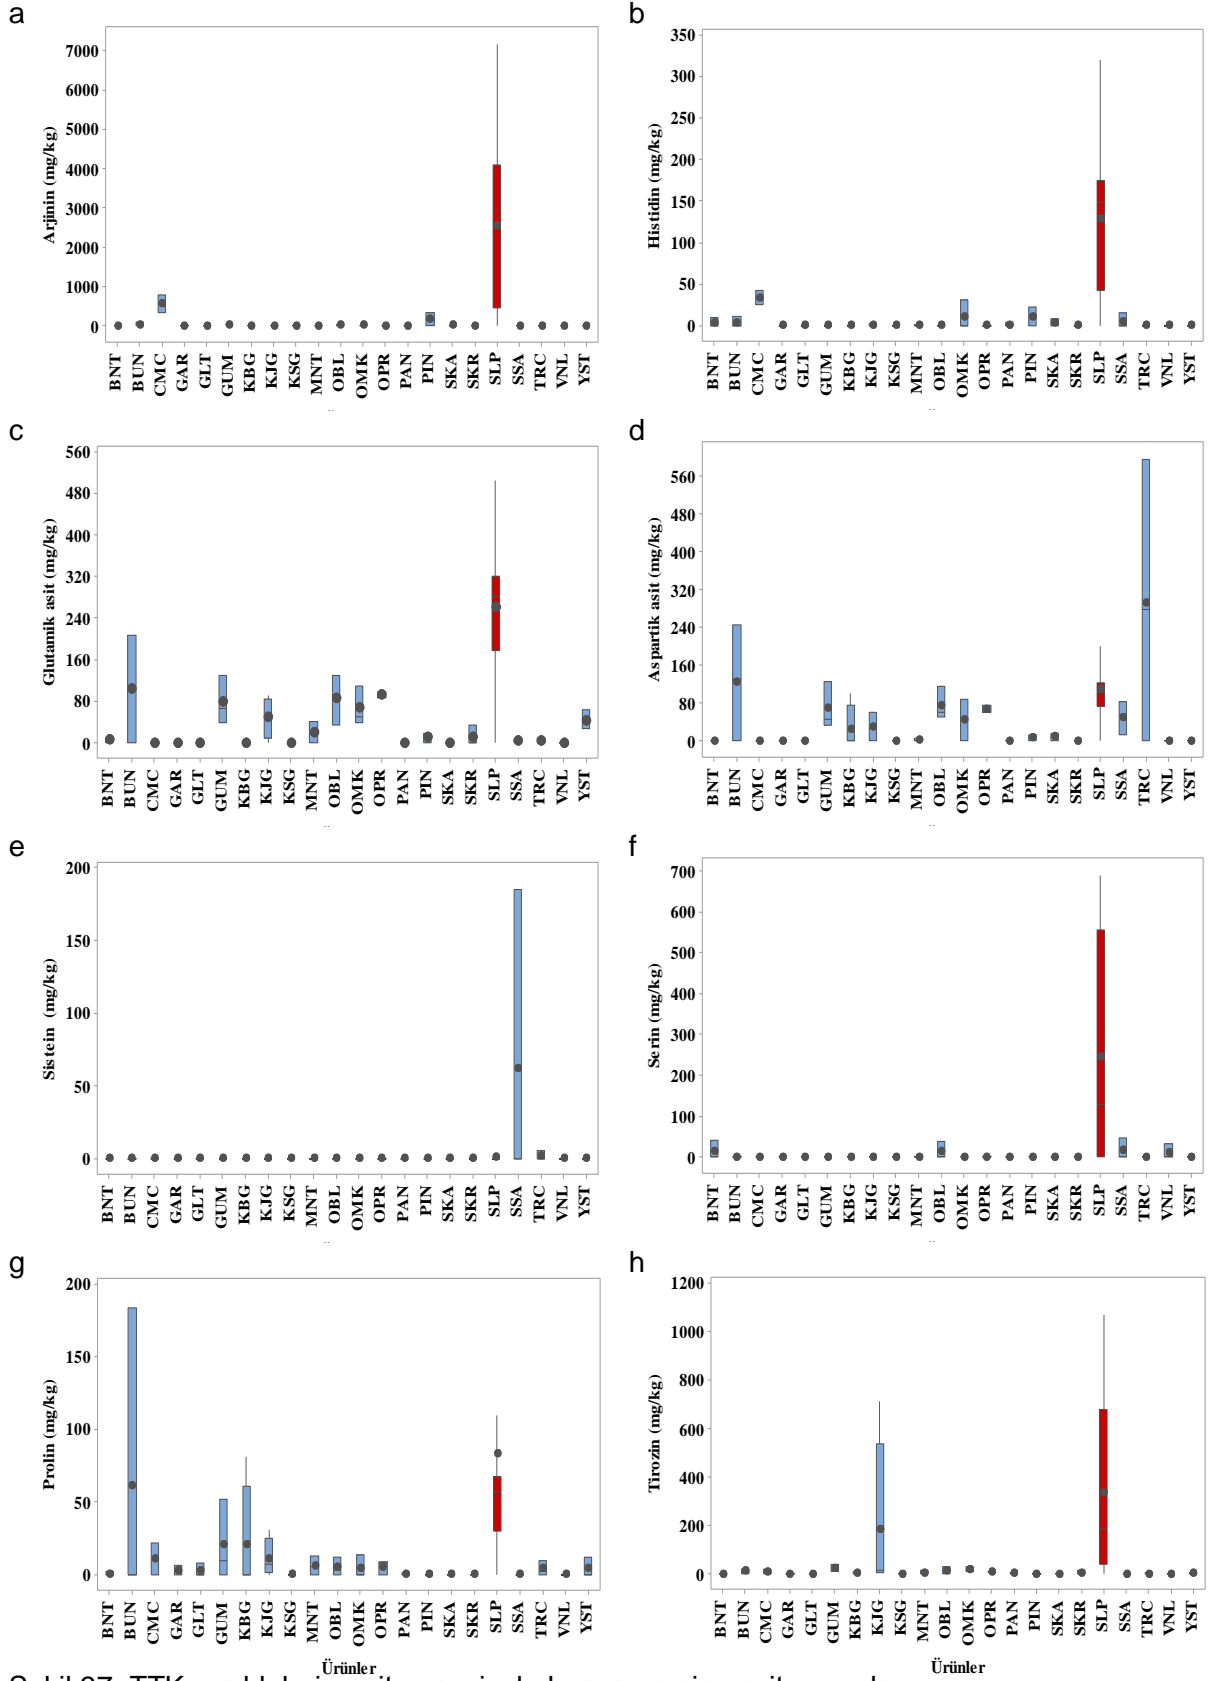 a
Arjinin (mg/kg)
7000
6000
5000
4000
3000
2000
1000
0
BNT BUN CMC GAR GLT GUM KBG KJG KSG MNT OBL OMK OPR PAN PIN SKA SKR SLP SSA TRC VNL YST
b
Histidin (mg/kg)
350
300
250
200
150
100
50
0
BNT BUN CMC GAR GLT GUM KBG KJG KSG MNT OBL OMK OPR PAN PIN SKA SKR SLP SSA TRC VNL YST
c
Glutamik asit (mg/kg)
560
480
400
320
240
160
80
0
BNT BUN CMC GAR GLT GUM KBG KJG KSG MNT OBL OMK OPR PAN PIN SKA SKR SLP SSA TRC VNL YST
d
Aspartik asit (mg/kg)
560
480
400
320
240
160
80
0
BNT BUN CMC GAR GLT GUM KBG KJG KSG MNT OBL OMK OPR PAN PIN SKA SKR SLP SSA TRC VNL YST
e
Sistein (mg/kg)
200
150
100
50
0
BNT BUN CMC GAR GLT GUM KBG KJG KSG MNT OBL OMK OPR PAN PIN SKA SKR SLP SSA TRC VNL YST
f
Serin (mg/kg)
700
600
500
400
300
200
100
0
BNT BUN CMC GAR GLT GUM KBG KJG KSG MNT OBL OMK OPR PAN PIN SKA SKR SLP SSA TRC VNL YST
g
Prolin (mg/kg)
200
150
100
50
0
BNT BUN CMC GAR GLT GUM KBG KJG KSG MNT OBL OMK OPR PAN PIN SKA SKR SLP SSA TRC VNL YST
Ürünler
h
Tirozin (mg/kg)
1200
1000
800
600
400
200
0
BNT BUN CMC GAR GLT GUM KBG KJG KSG MNT OBL OMK OPR PAN PIN SKA SKR SLP SSA TRC VNL YST
Ürünler